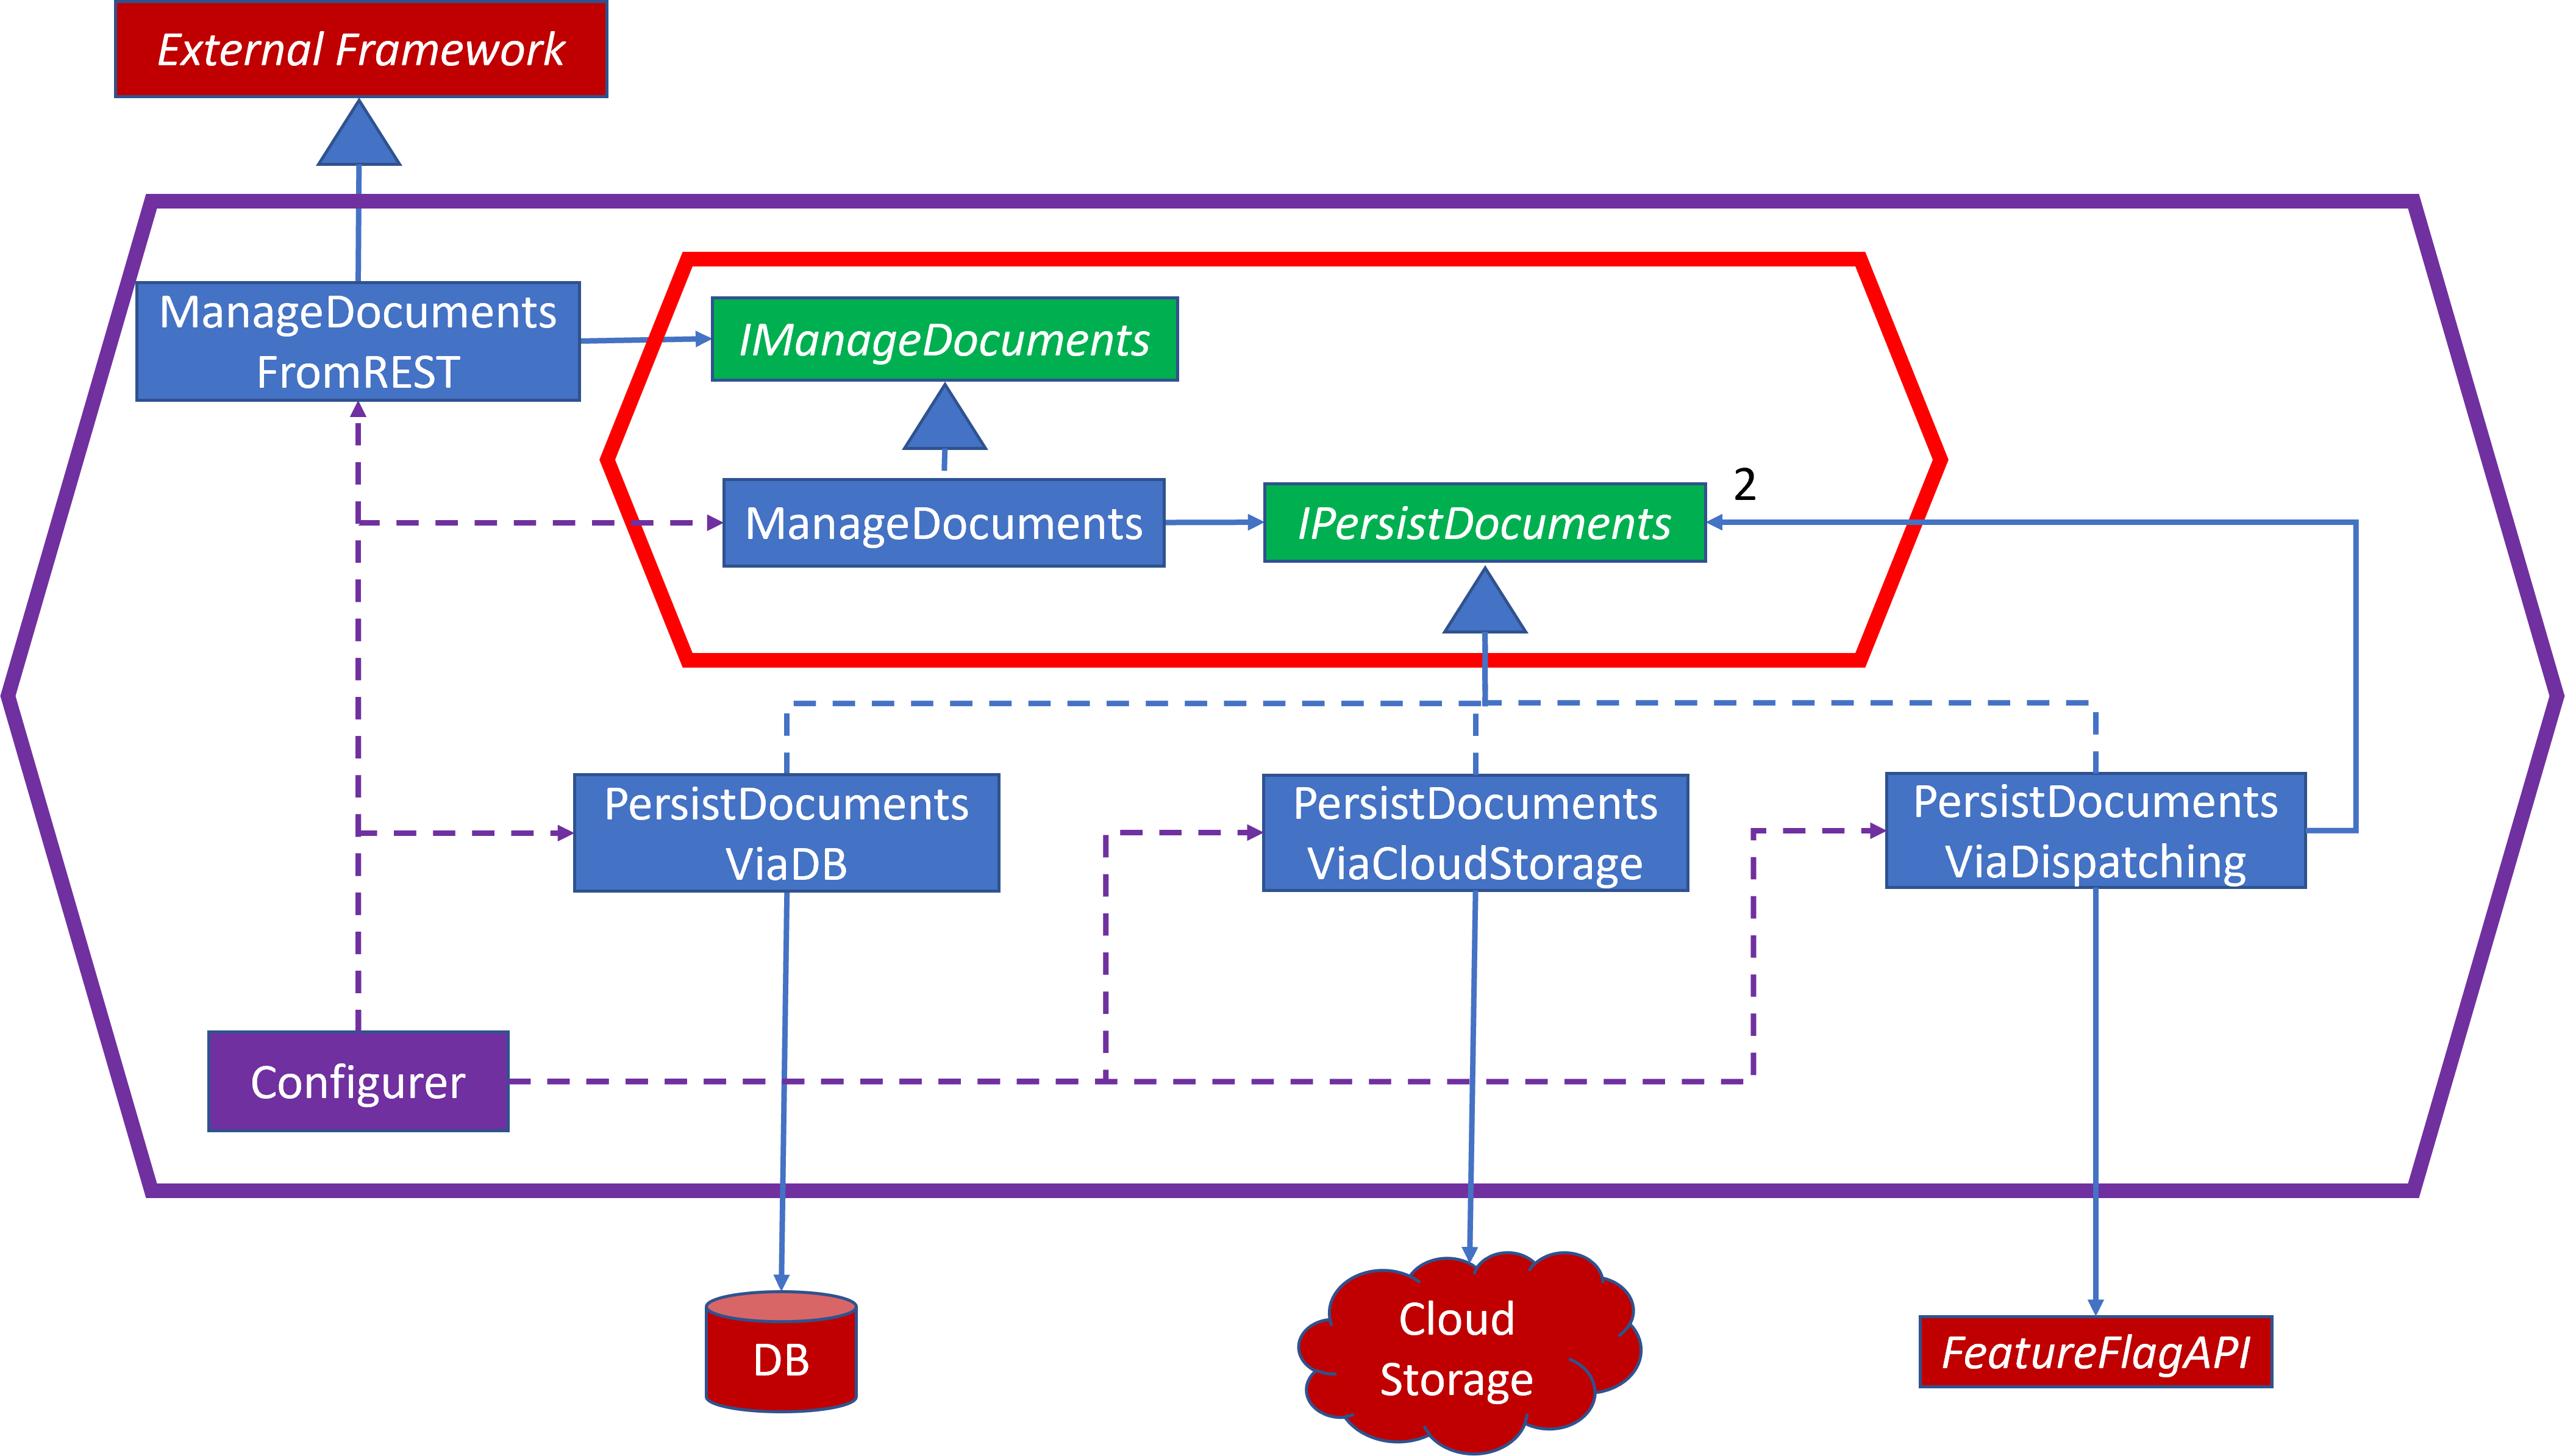 External Framework
ManageDocuments
FromREST
IManageDocuments
ManageDocuments
IPersistDocuments
2
PersistDocuments
ViaDB
PersistDocuments
ViaCloudStorage
PersistDocuments
ViaDispatching
Configurer
DB
Cloud
Storage
FeatureFlagAPI